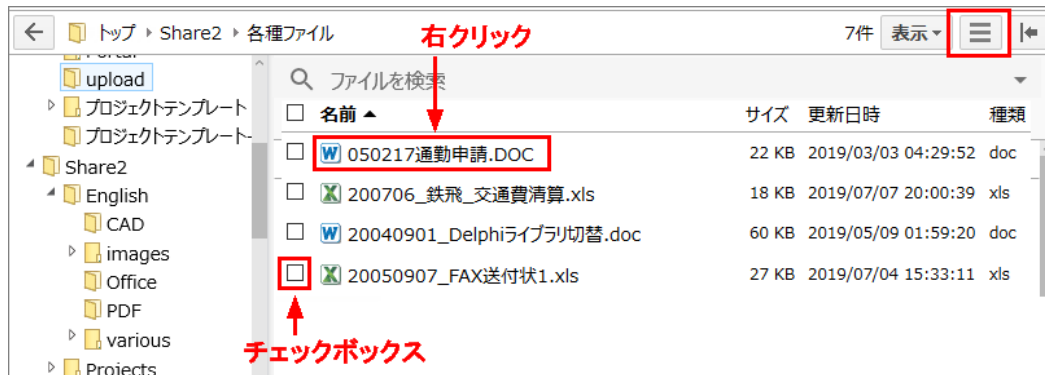 トップ ▸ Share2 ▸ 各種ファイル
右クリック
7件 表示
upload
プロジェクトテンプレート
プロジェクトテンプレート-
Share2
English
CAD
images
Office
PDF
various
Projects
ファイルを検索
名前 サイズ 更新日時 種類
050217通勤申請.DOC 22 KB 2019/03/03 04:29:52 doc
200706_鉄飛_交通費清算.xls 18 KB 2019/07/07 20:00:39 xls
20040901_Delphiライブラリ切替.doc 60 KB 2019/05/09 01:59:20 doc
20050907_FAX送付状1.xls 27 KB 2019/07/04 15:33:11 xls
チェックボックス